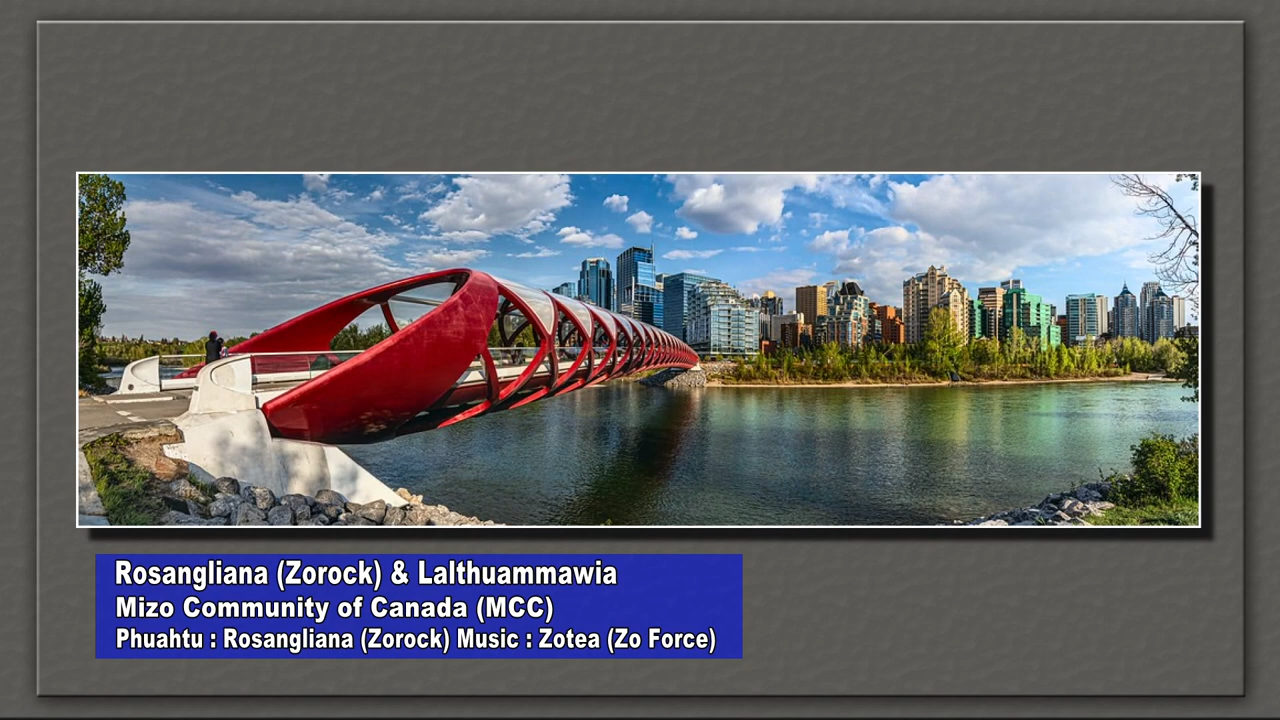 Rosangliana (Zorock) & Lalthuammawia
Mizo Community of Canada (MCC)
Phuahtu : Rosangliana (Zorock) Music : Zotea (Zo Force)